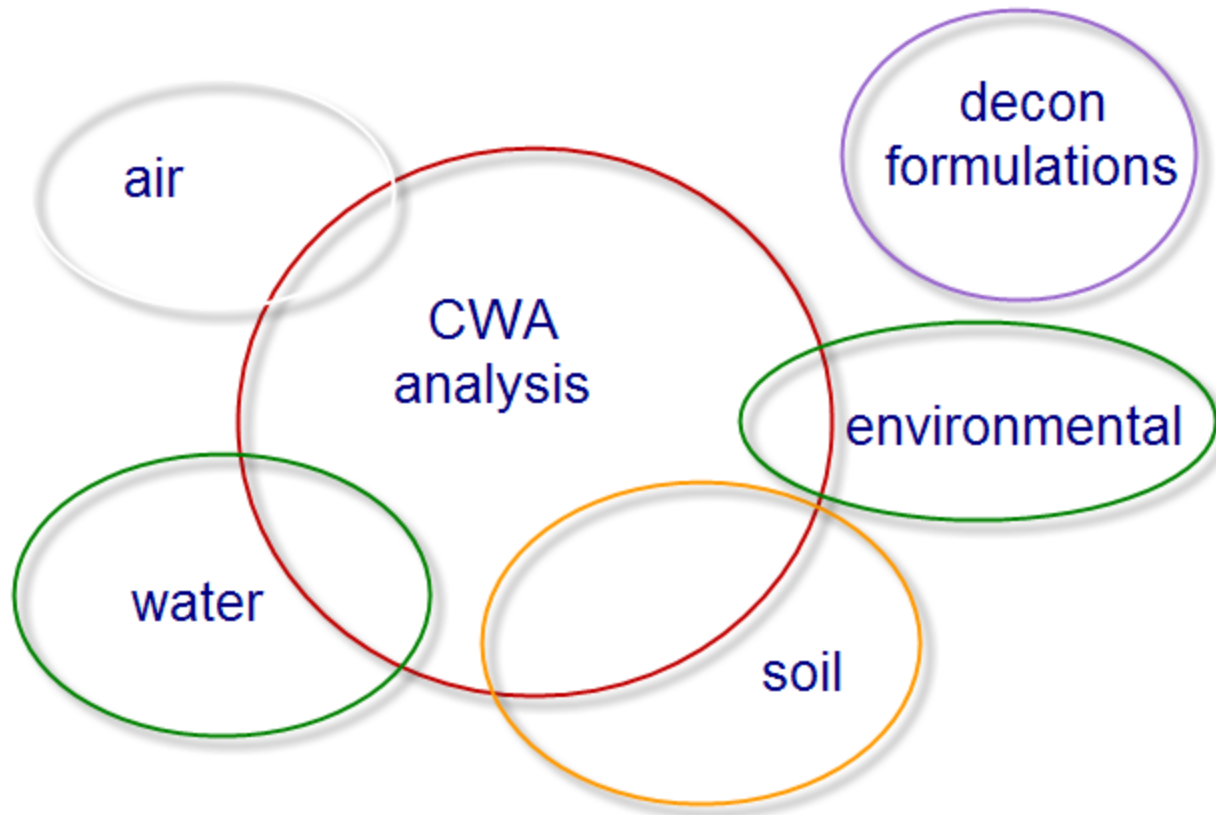 decon
formulations
air
CWA
analysis
environmental
water
soil